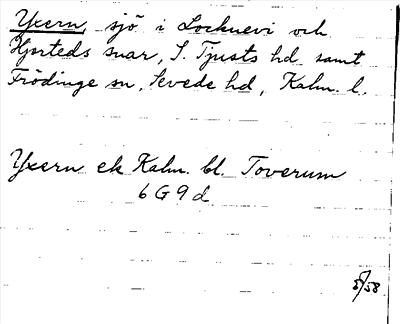 Yxern, sjö i Locknevi och
Hjorteds snar, S. Tjusts hd samt
Frödinge sn, Sevede hd, Kalm. l.
Yxern ek Kalm. bl. Toverum
6 G 9 d
5/58